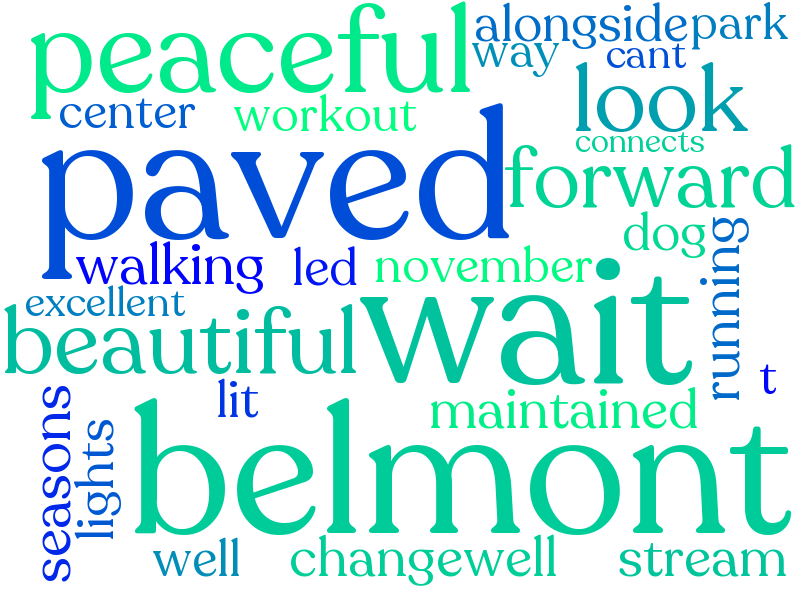 peaceful
alongside
park
way
cant
center
workout
look
connects
paved
forward
dog
walking
led
november
running
excellent
beautiful
wait
t
lit
maintained
seasons
lights
belmont
well
changewell
stream